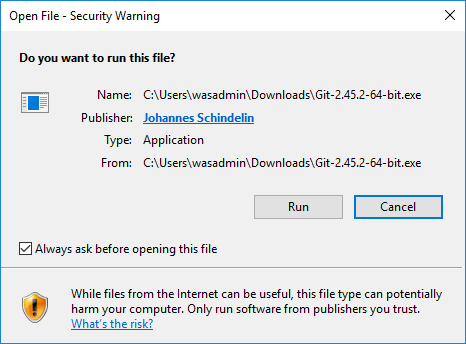 Open File - Security Warning
Do you want to run this file?
Name: C:\Users\wasadmin\Downloads\Git-2.45.2-64-bit.exe
Publisher: Johannes Schindelin
Type: Application
From: C:\Users\wasadmin\Downloads\Git-2.45.2-64-bit.exe
Run Cancel
Always ask before opening this file
While files from the Internet can be useful, this file type can potentially
harm your computer. Only run software from publishers you trust.
What's the risk?